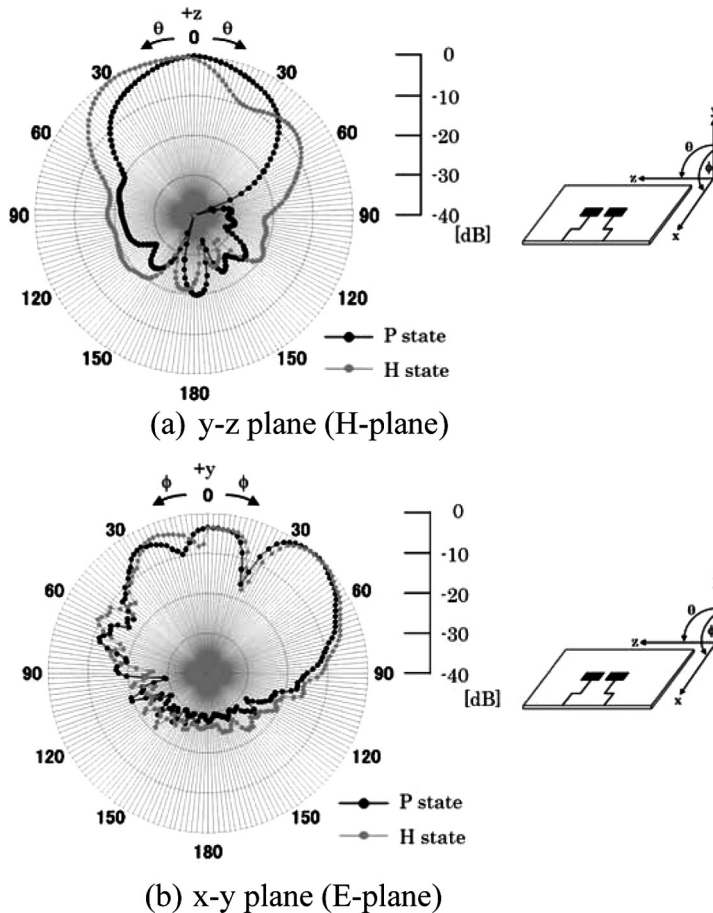 +z
θ 0 θ
30 30
60 60
90 90
120 120
150 150
180
0
-10
-20
-30
-40
[dB]
θ
ϕ
z
x
P state
H state
(a) y-z plane (H-plane)
+y
ϕ 0 ϕ
30 30
60 60
90 90
120 120
150 150
180
0
-10
-20
-30
-40
[dB]
θ
ϕ
z
x
P state
H state
(b) x-y plane (E-plane)